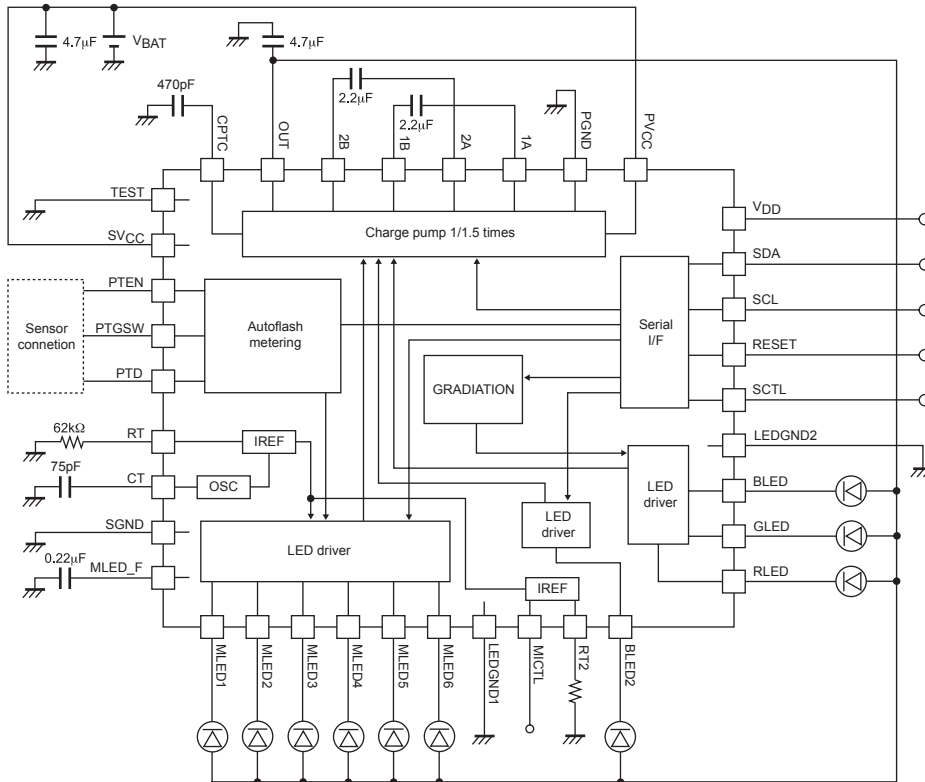 4.7µF
VBAT
4.7µF
470pF
2.2µF
2.2µF
CPTC
OUT
2B
1B
2A
1A
PGND
PVCC
TEST
SVCC
PTEN
PTGSW
PTD
Sensor
connetion
RT
62kΩ
75pF
CT
SGND
0.22µF
MLED_F
Charge pump 1/1.5 times
Autoflash
metering
Serial
I/F
GRADIATION
IREF
OSC
LED driver
LED
driver
LED
driver
IREF
VDD
SDA
SCL
RESET
SCTL
LEDGND2
BLED
GLED
RLED
MLED1
MLED2
MLED3
MLED4
MLED5
MLED6
LEDGND1
MICTL
RT2
BLED2